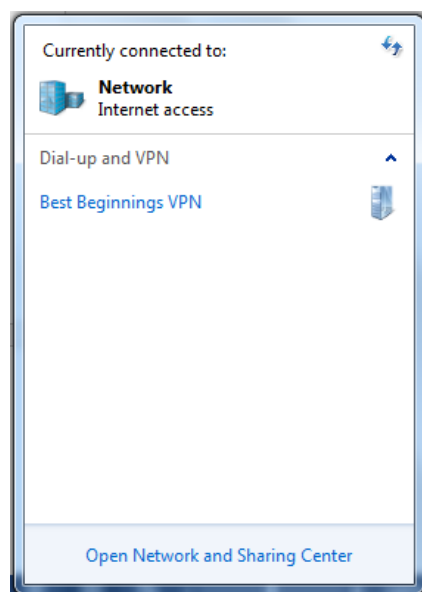 Currently connected to:
Network
Internet access
Dial-up and VPN
Best Beginnings VPN
Open Network and Sharing Center